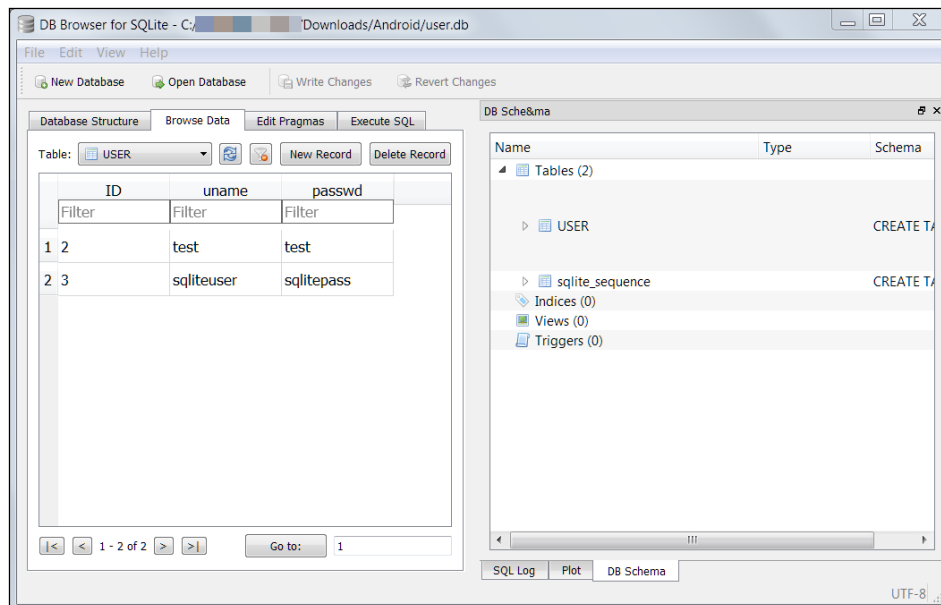 DB Browser for SQLite - C:/ /Downloads/Android/user.db
File Edit View Help
New Database Open Database Write Changes Revert Changes
Database Structure Browse Data Edit Pragmas Execute SQL
Table: USER New Record Delete Record
ID uname passwd
Filter Filter Filter
1 2 test test
2 3 sqliteuser sqlitepass
|< < 1 - 2 of 2 > >| Go to: 1
DB Sche&ma
Name Type Schema
Tables (2)
USER CREATE TA
sqlite_sequence CREATE TA
Indices (0)
Views (0)
Triggers (0)
SQL Log Plot DB Schema
UTF-8